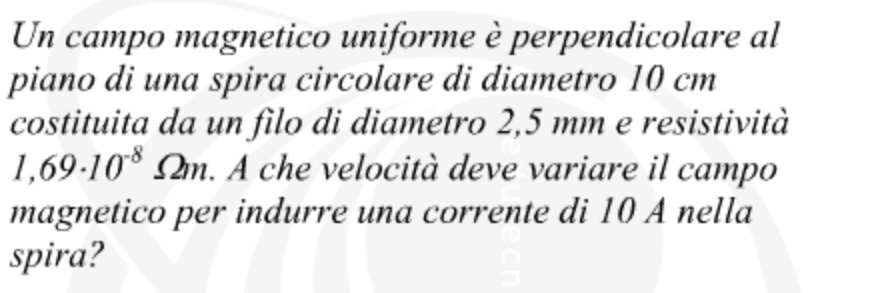 Un campo magnetico uniforme è perpendicolare al
piano di una spira circolare di diametro 10 cm
costituita da un filo di diametro 2,5 mm e resistività
1,69·10⁻⁸ Ωm. A che velocità deve variare il campo
magnetico per indurre una corrente di 10 A nella
spira?